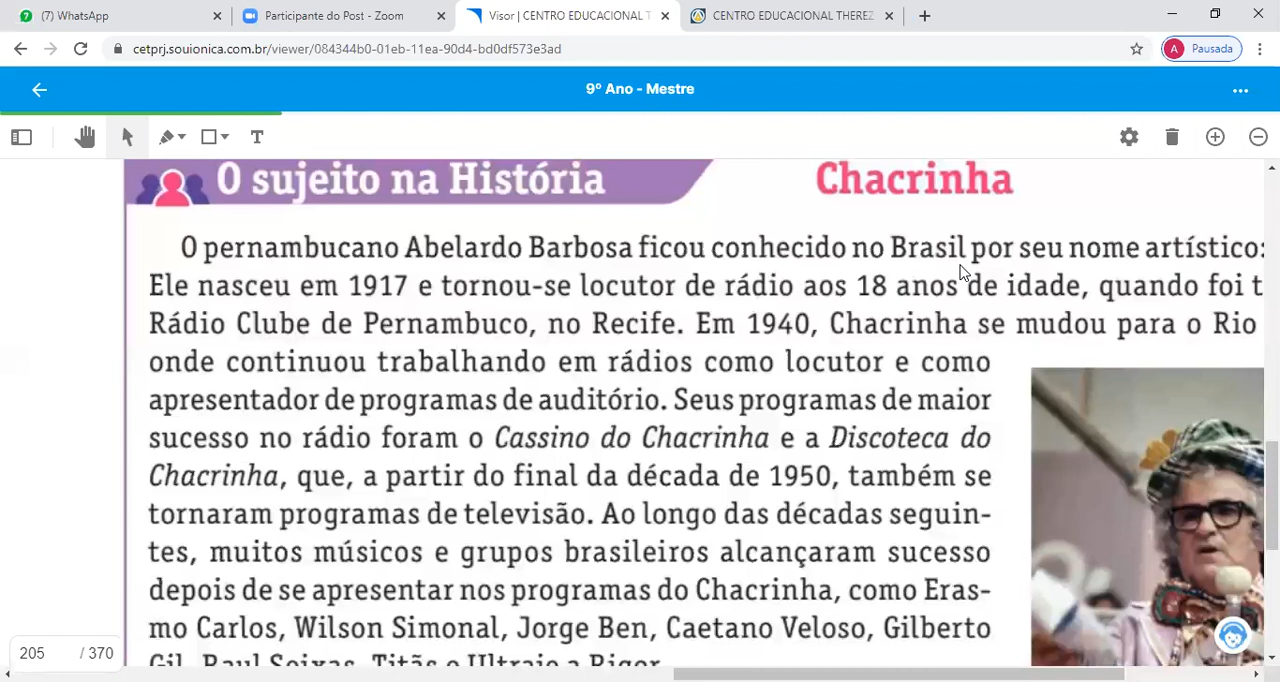 (7) WhatsApp
Participante do Post - Zoom
Visor | CENTRO EDUCACIONAL T
CENTRO EDUCACIONAL THEREZ
cetprj.souionica.com.br/viewer/084344b0-01eb-11ea-90d4-bd0df573e3ad
A Pausada
9º Ano - Mestre
T
O sujeito na História
Chacrinha
O pernambucano Abelardo Barbosa ficou conhecido no Brasil por seu nome artístico:
Ele nasceu em 1917 e tornou-se locutor de rádio aos 18 anos de idade, quando foi t
Rádio Clube de Pernambuco, no Recife. Em 1940, Chacrinha se mudou para o Rio
onde continuou trabalhando em rádios como locutor e como
apresentador de programas de auditório. Seus programas de maior
sucesso no rádio foram o Cassino do Chacrinha e a Discoteca do
Chacrinha, que, a partir do final da década de 1950, também se
tornaram programas de televisão. Ao longo das décadas seguin-
tes, muitos músicos e grupos brasileiros alcançaram sucesso
depois de se apresentar nos programas do Chacrinha, como Eras-
mo Carlos, Wilson Simonal, Jorge Ben, Caetano Veloso, Gilberto
Gil, Raul Seixas, Titãs e Ultraje a Rigor.
205 / 370